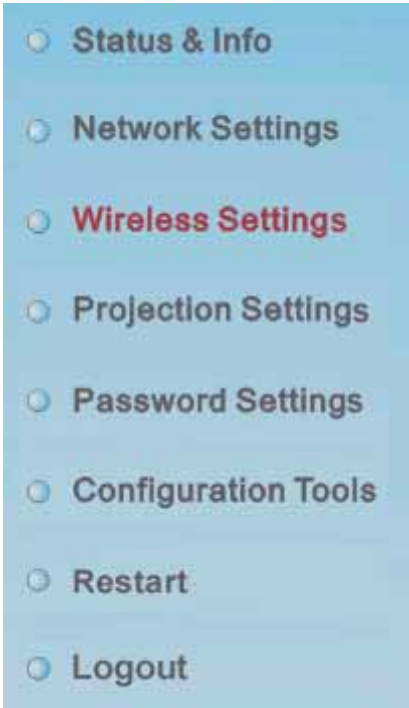 Status & Info
Network Settings
Wireless Settings
Projection Settings
Password Settings
Configuration Tools
Restart
Logout